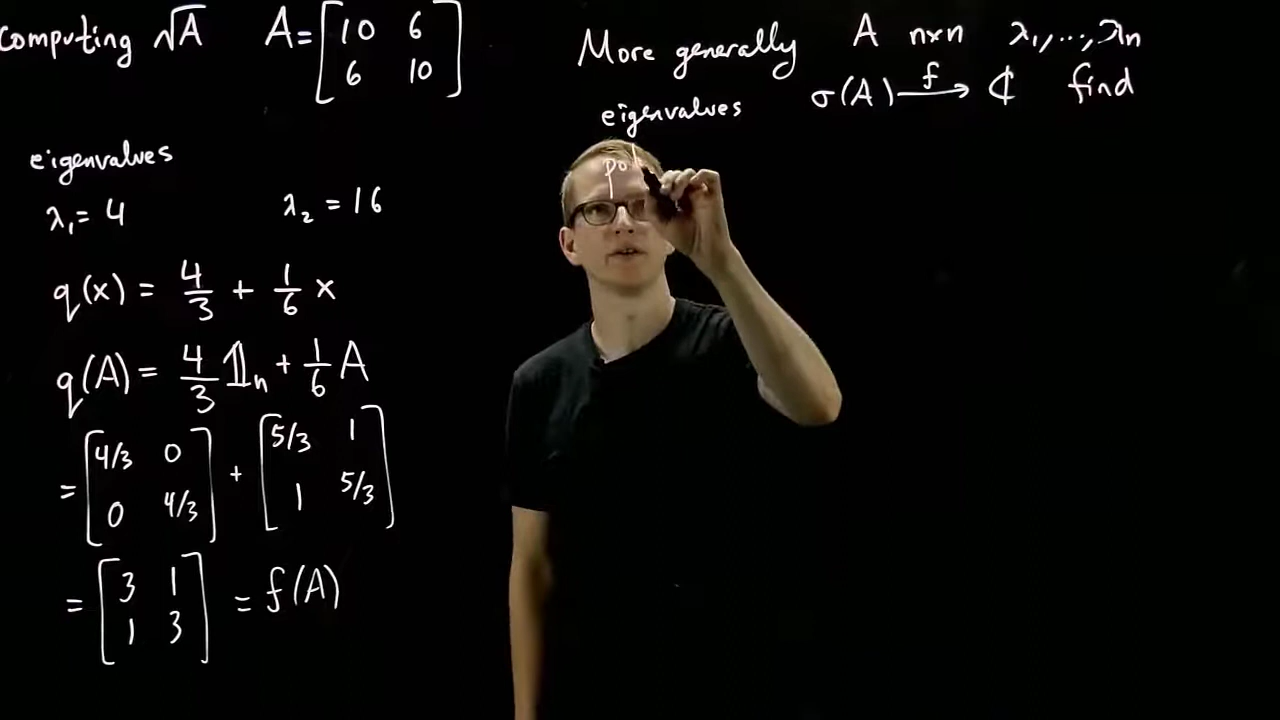 Computing √A A = [10 6; 6 10]
eigenvalues
λ₁ = 4 λ₂ = 16
q(x) = 4/3 + 1/6 x
q(A) = 4/3 𝟙ₙ + 1/6 A
= [4/3 0; 0 4/3] + [5/3 1; 1 5/3]
= [3 1; 1 3] = f(A)
More generally A n×n λ₁,...,λₙ
eigenvalues σ(A) —f→ ℂ find
po